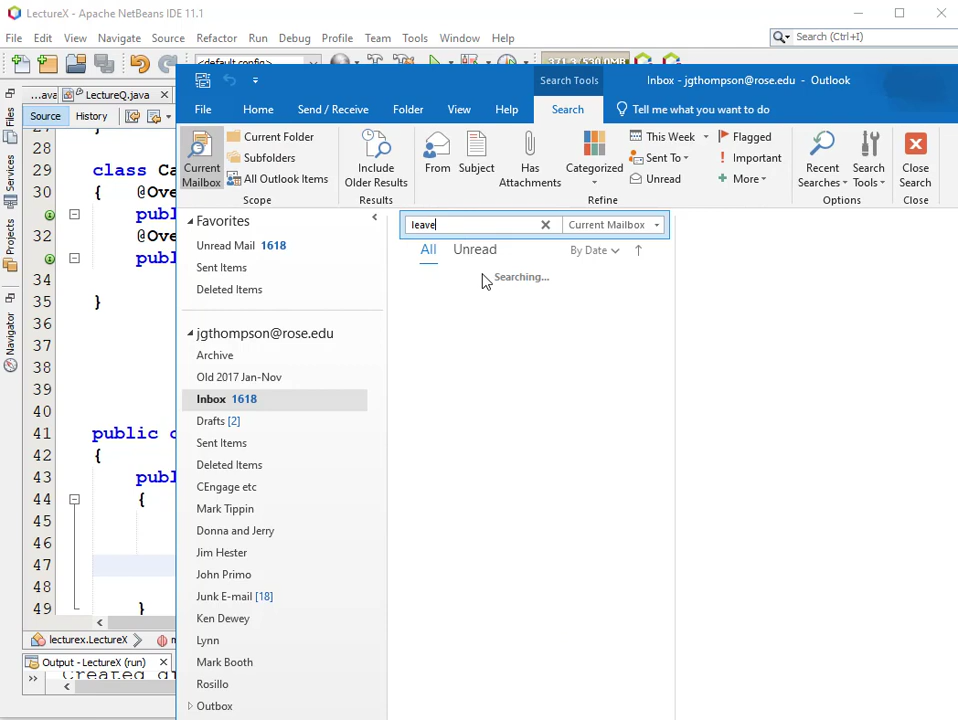 LectureX - Apache NetBeans IDE 11.1
File Edit View Navigate Source Refactor Run Debug Profile Team Tools Window Help
Search (Ctrl+I)
<default config>
Search Tools
Inbox - jgthompson@rose.edu - Outlook
...ava LectureQ.java
File Home Send / Receive Folder View Help Search Tell me what you want to do
Source History
Current Mailbox
Current Folder
Subfolders
All Outlook Items
Scope
Include Older Results
Results
From
Subject
Has Attachments
Categorized
This Week
Sent To
Unread
Flagged
Important
More
Refine
Recent Searches
Search Tools
Options
Close Search
Close
Files
Services
Projects
Navigator
28
29 class Ca
30 { @Ove
publ
32 @Ove
publ
34
35 }
36
37
38
39
40
41 public c
42 {
43 publ
44 {
45
46
47
48
49 }
lecturex.LectureX
Output - LectureX (run)
Favorites
Unread Mail 1618
Sent Items
Deleted Items
jgthompson@rose.edu
Archive
Old 2017 Jan-Nov
Inbox 1618
Drafts [2]
Sent Items
Deleted Items
CEngage etc
Mark Tippin
Donna and Jerry
Jim Hester
John Primo
Junk E-mail [18]
Ken Dewey
Lynn
Mark Booth
Rosillo
Outbox
leave
Current Mailbox
All Unread By Date
Searching...